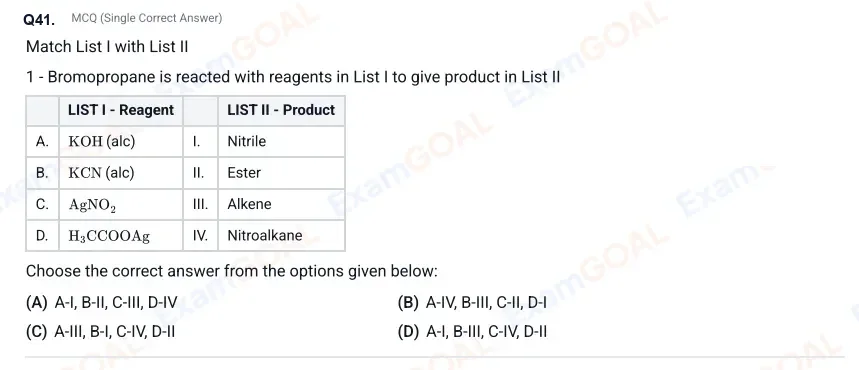 Q41. MCQ (Single Correct Answer)
Match List I with List II
1 - Bromopropane is reacted with reagents in List I to give product in List II
LIST I - Reagent LIST II - Product
A. KOH (alc) I. Nitrile
B. KCN (alc) II. Ester
C. AgNO₂ III. Alkene
D. H₃CCOOAg IV. Nitroalkane
Choose the correct answer from the options given below:
(A) A-I, B-II, C-III, D-IV (B) A-IV, B-III, C-II, D-I
(C) A-III, B-I, C-IV, D-II (D) A-I, B-III, C-IV, D-II
ExamGOAL